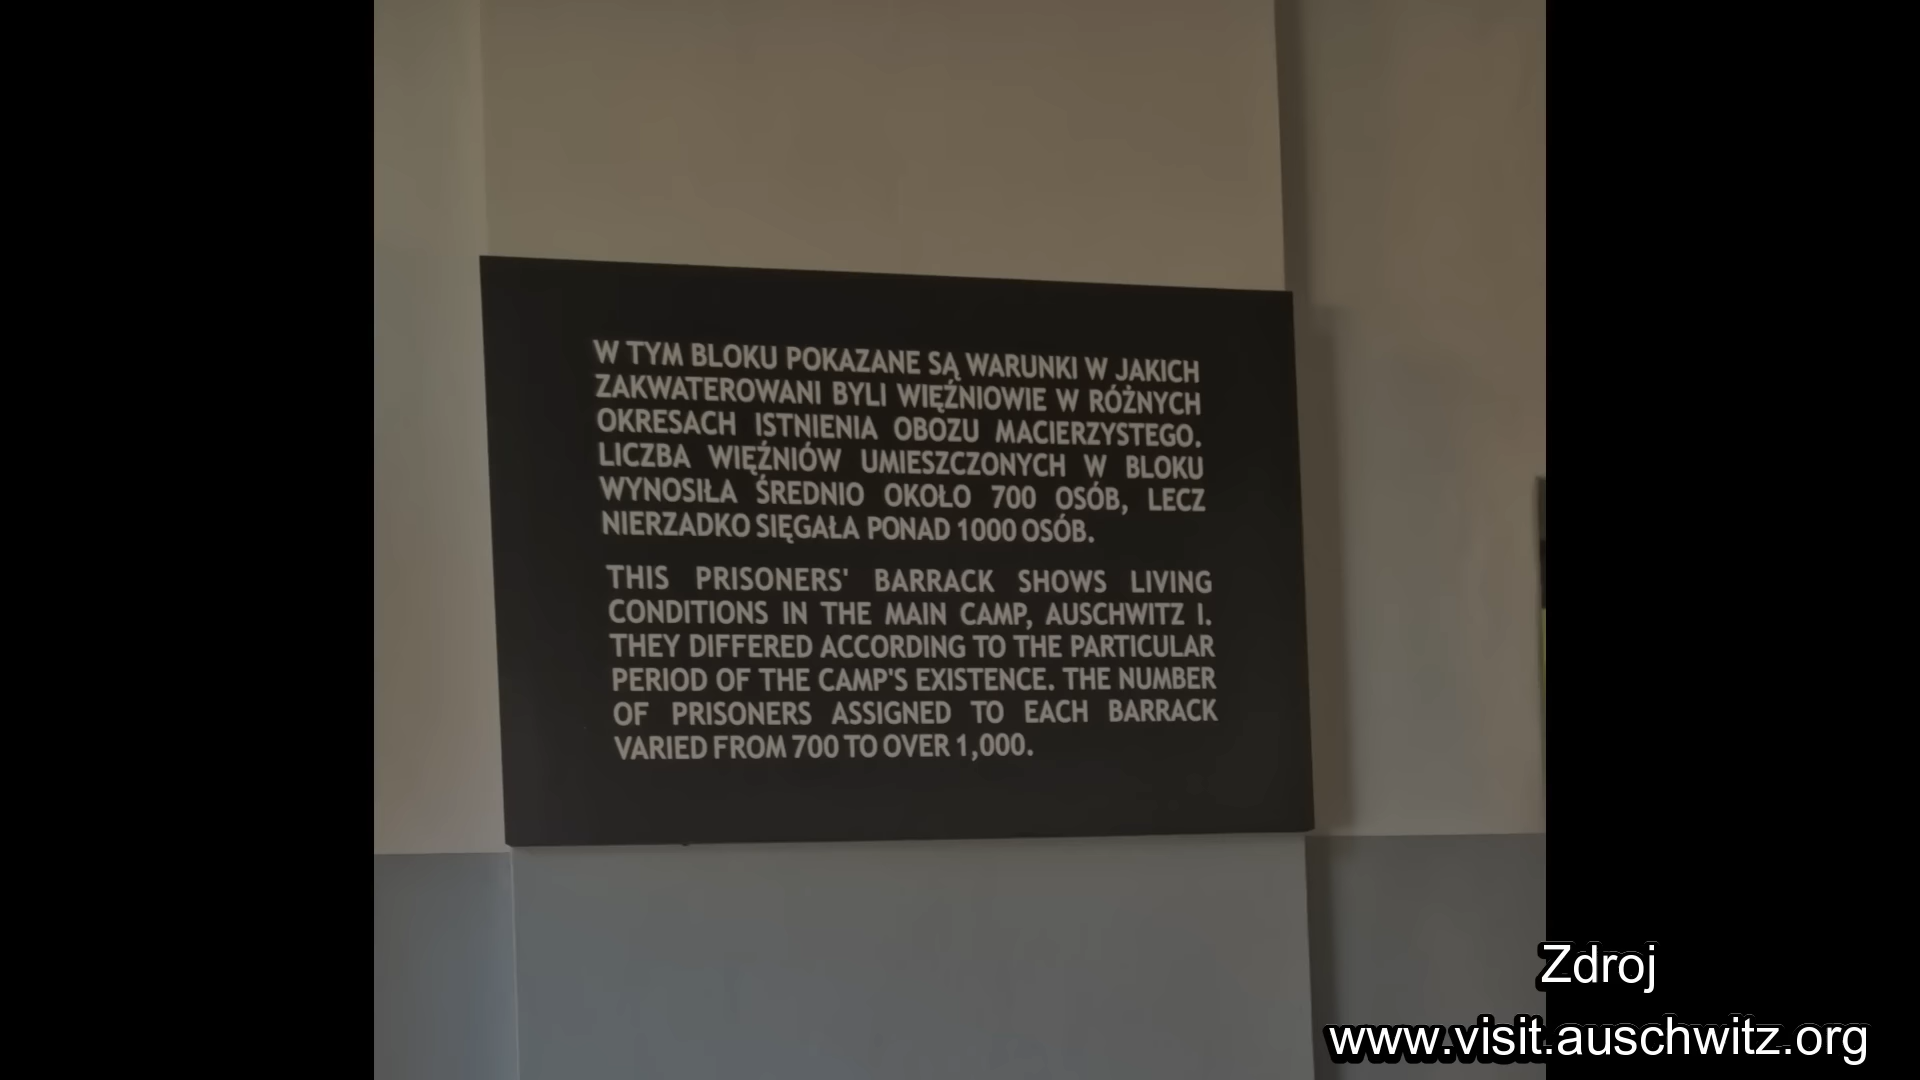 W TYM BLOKU POKAZANE SĄ WARUNKI W JAKICH
ZAKWATEROWANI BYLI WIĘŹNIOWIE W RÓŻNYCH
OKRESACH ISTNIENIA OBOZU MACIERZYSTEGO.
LICZBA WIĘŹNIÓW UMIESZCZONYCH W BLOKU
WYNOSIŁA ŚREDNIO OKOŁO 700 OSÓB, LECZ
NIERZADKO SIĘGAŁA PONAD 1000 OSÓB.
THIS PRISONERS' BARRACK SHOWS LIVING
CONDITIONS IN THE MAIN CAMP, AUSCHWITZ I.
THEY DIFFERED ACCORDING TO THE PARTICULAR
PERIOD OF THE CAMP'S EXISTENCE. THE NUMBER
OF PRISONERS ASSIGNED TO EACH BARRACK
VARIED FROM 700 TO OVER 1,000.
Zdroj
www.visit.auschwitz.org